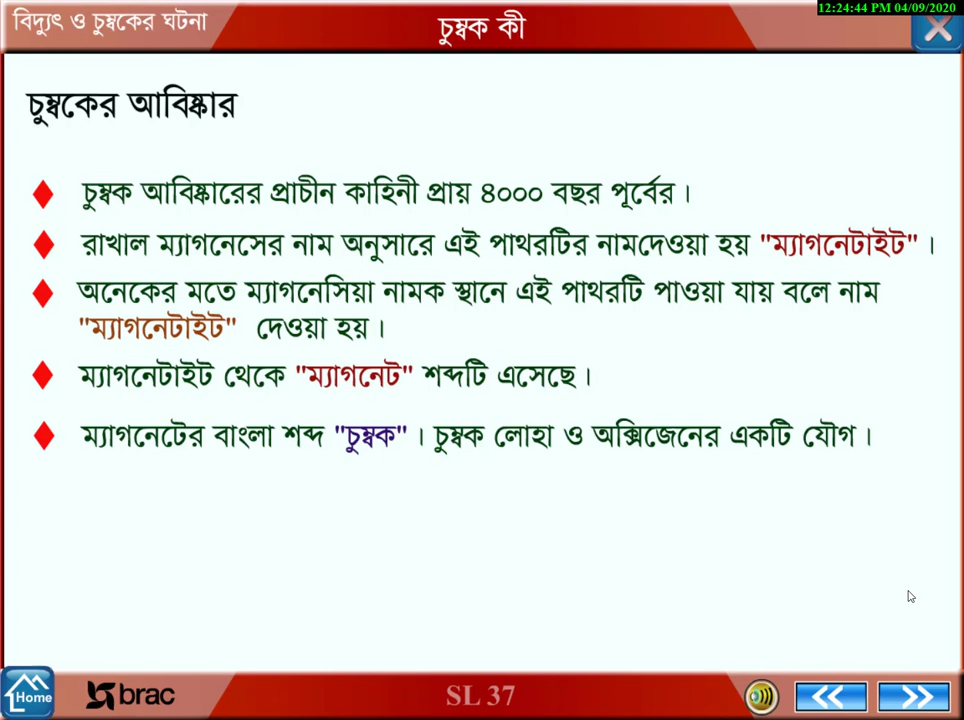 12:24:44 PM 04/09/2020
বিদ্যুৎ ও চুম্বকের ঘটনা
চুম্বক কী
চুম্বকের আবিষ্কার
চুম্বক আবিষ্কারের প্রাচীন কাহিনী প্রায় ৪০০০ বছর পূর্বের।
রাখাল ম্যাগনেসের নাম অনুসারে এই পাথরটির নামদেওয়া হয় "ম্যাগনেটাইট"।
অনেকের মতে ম্যাগনেসিয়া নামক স্থানে এই পাথরটি পাওয়া যায় বলে নাম
"ম্যাগনেটাইট" দেওয়া হয়।
ম্যাগনেটাইট থেকে "ম্যাগনেট" শব্দটি এসেছে।
ম্যাগনেটের বাংলা শব্দ "চুম্বক"। চুম্বক লোহা ও অক্সিজেনের একটি যৌগ।
Home
brac
SL 37